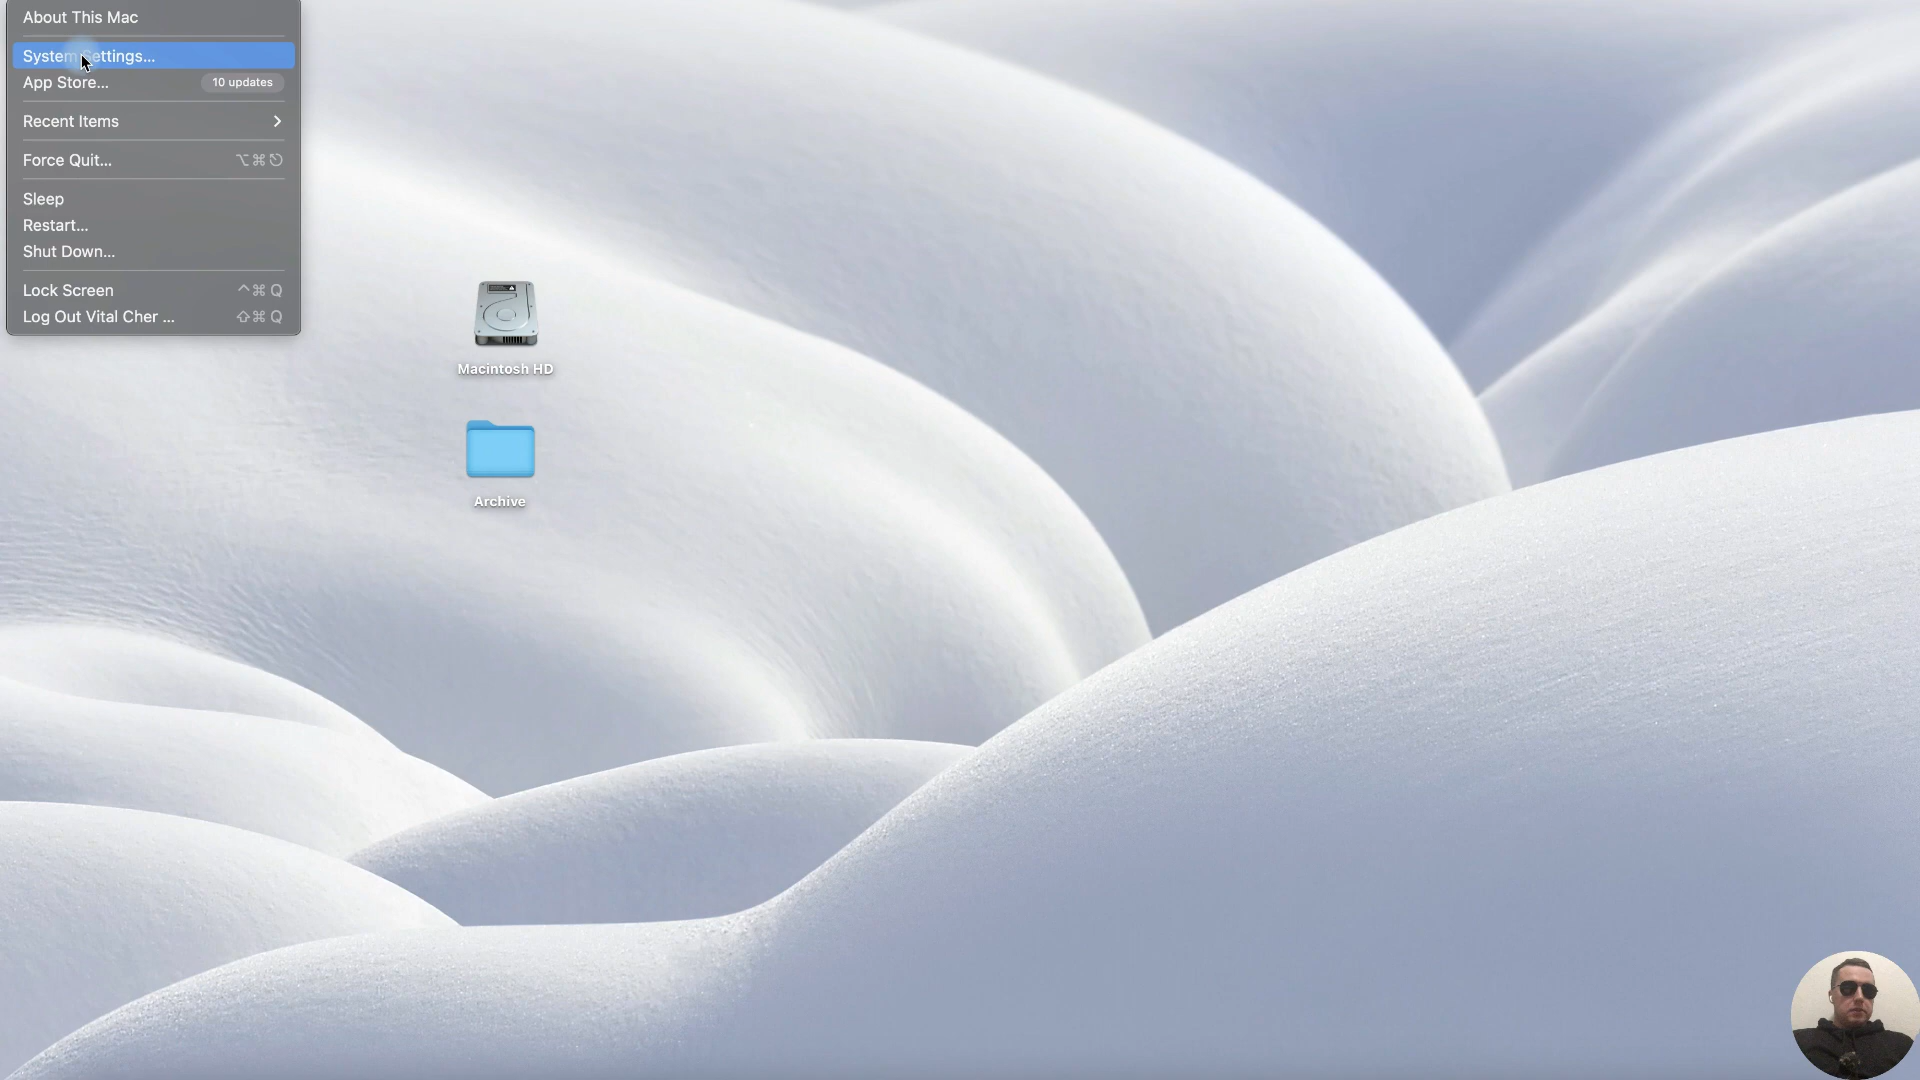 About This Mac
System Settings...
App Store... 10 updates
Recent Items
Force Quit... ⌥⌘⎋
Sleep
Restart...
Shut Down...
Lock Screen ^⌘Q
Log Out Vital Cher ... ⇧⌘Q
Macintosh HD
Archive